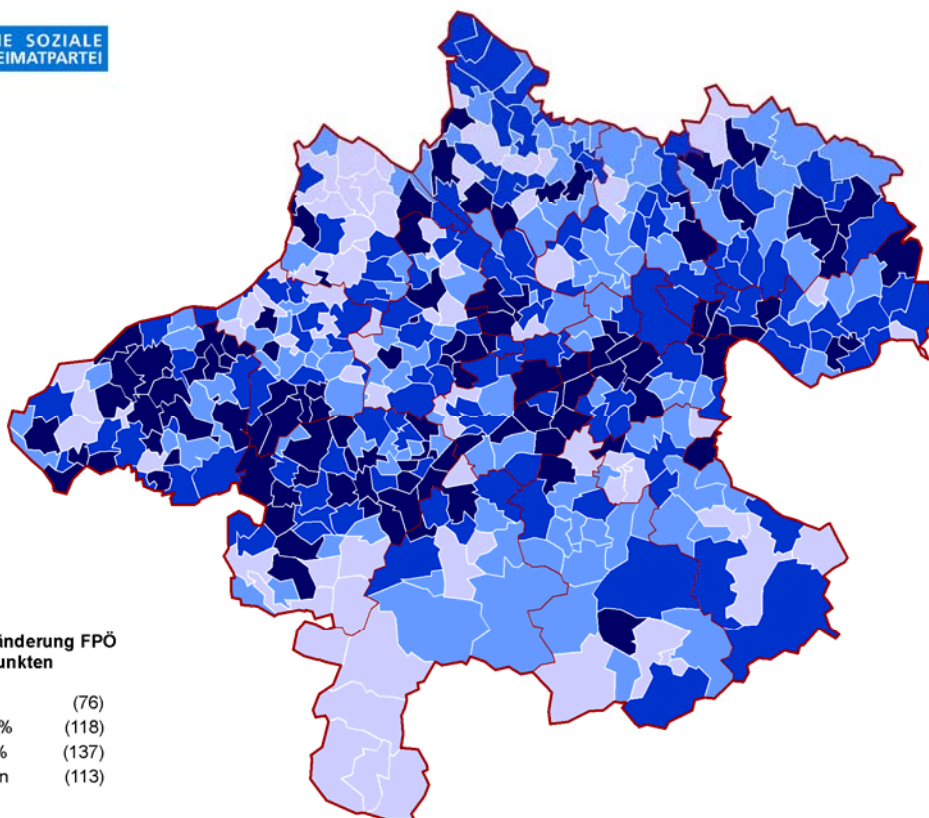 IE SOZIALE
EIMATPARTEI
änderung FPÖ
unkten
(76)
% (118)
% (137)
n (113)